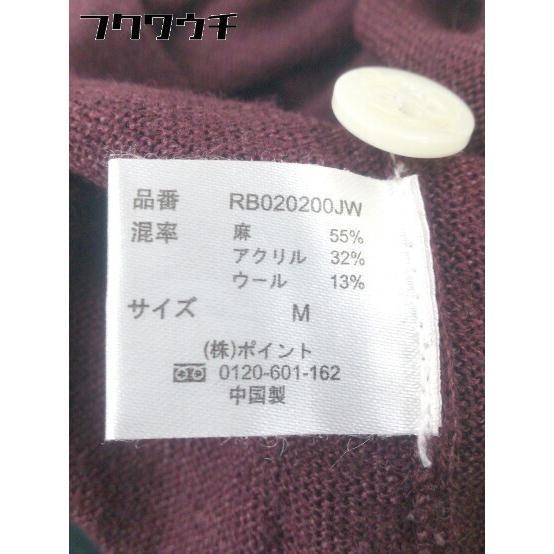 フクワウチ
品番 RB020200JW
混率 麻 55%
アクリル 32%
ウール 13%
サイズ M
(株)ポイント
0120-601-162
中国製